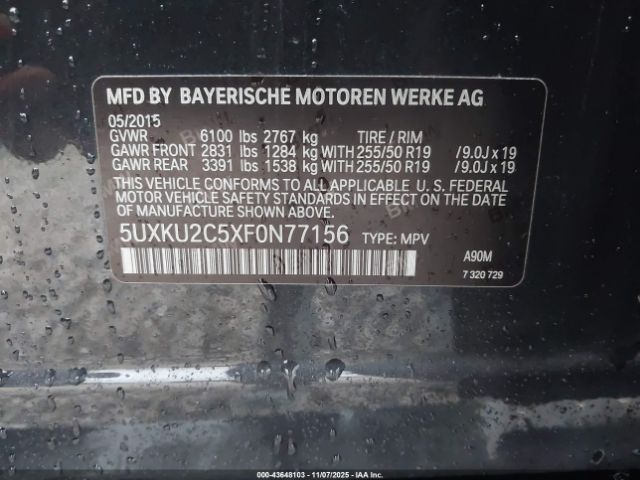 MFD BY BAYERISCHE MOTOREN WERKE AG
05/2015
GVWR 6100 lbs 2767 kg TIRE / RIM
GAWR FRONT 2831 lbs 1284 kg WITH 255/50 R19 /9.0J x 19
GAWR REAR 3391 lbs 1538 kg WITH 255/50 R19 /9.0J x 19
THIS VEHICLE CONFORMS TO ALL APPLICABLE U. S. FEDERAL
MOTOR VEHICLE SAFETY STANDARDS IN EFFECT ON THE DATE
OF MANUFACTURE SHOWN ABOVE.
5UXKU2C5XF0N77156 TYPE: MPV
A90M
7 320 729
000-43648103 - 11/07/2025 - IAAI.com